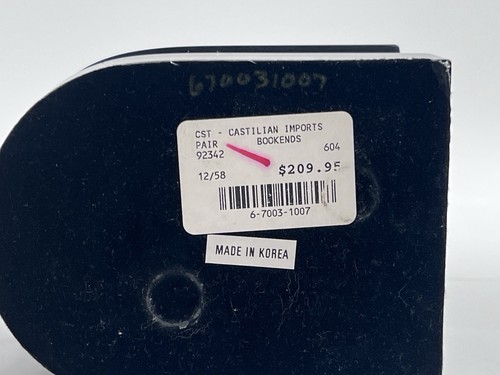 670031007
CST - CASTILIAN IMPORTS
PAIR BOOKENDS
92342 604
12/58 $209.95
6-7003-1007
MADE IN KOREA